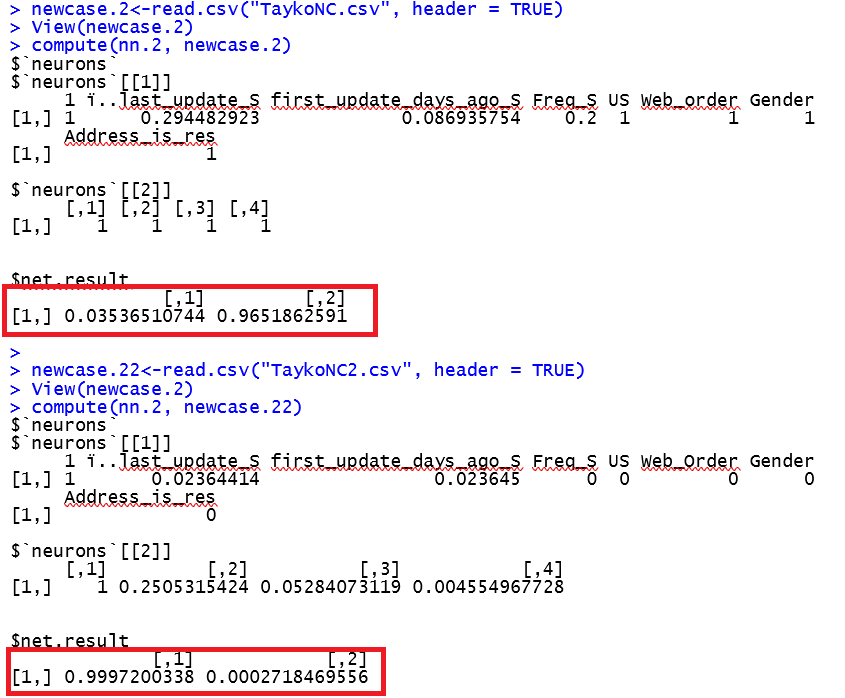 > newcase.2<-read.csv("TaykoNC.csv", header = TRUE)
> View(newcase.2)
> compute(nn.2, newcase.2)
$`neurons`
$`neurons`[[1]]
1 ï..last_update_S first_update_days_ago_S Freq_S US Web_order Gender
[1,] 1 0.294482923 0.086935754 0.2 1 1 1
Address_is_res
[1,] 1
$`neurons`[[2]]
[,1] [,2] [,3] [,4]
[1,] 1 1 1 1
$net.result
[,1] [,2]
[1,] 0.03536510744 0.9651862591
>
> newcase.22<-read.csv("TaykoNC2.csv", header = TRUE)
> View(newcase.2)
> compute(nn.2, newcase.22)
$`neurons`
$`neurons`[[1]]
1 ï..last_update_S first_update_days_ago_S Freq_S US Web_Order Gender
[1,] 1 0.02364414 0.023645 0 0 0 0
Address_is_res
[1,] 0
$`neurons`[[2]]
[,1] [,2] [,3] [,4]
[1,] 1 0.2505315424 0.05284073119 0.004554967728
$net.result
[,1] [,2]
[1,] 0.9997200338 0.0002718469556